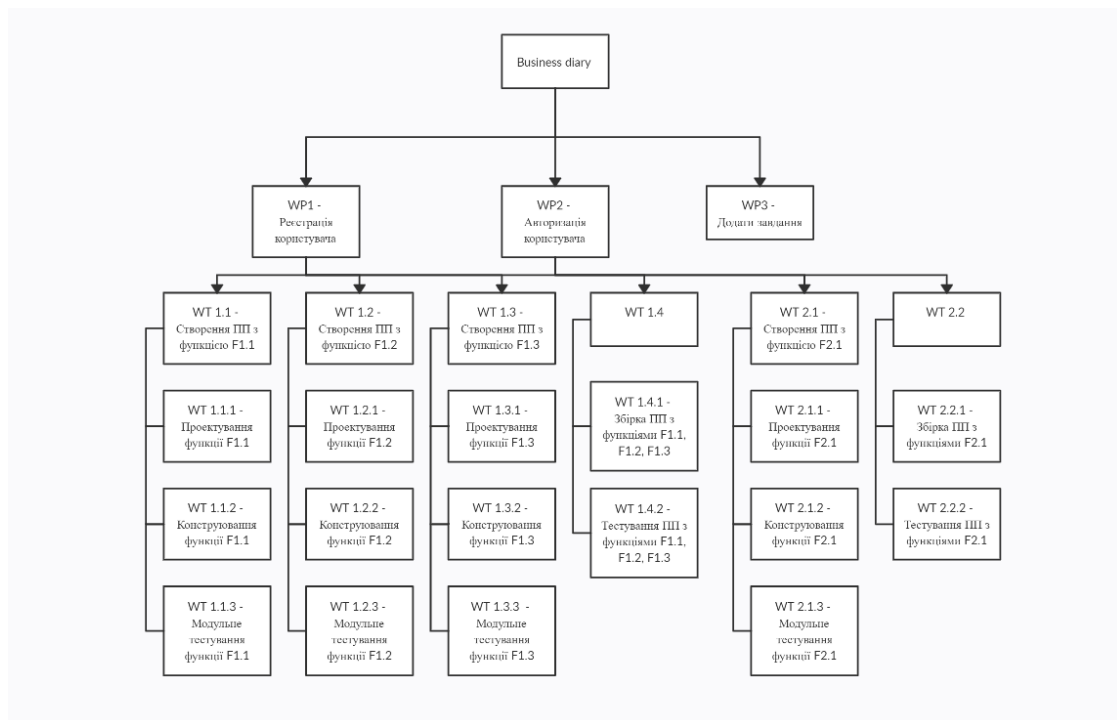 Business diary
WP1 -
Реєстрація
користувача
WP2 -
Авторизація
користувача
WP3 -
Додати завдання
WT 1.1 -
Створення ПП з
функцією F1.1
WT 1.2 -
Створення ПП з
функцією F1.2
WT 1.3 -
Створення ПП з
функцією F1.3
WT 1.4
WT 2.1 -
Створення ПП з
функцією F2.1
WT 2.2
WT 1.1.1 -
Проектування
функції F1.1
WT 1.2.1 -
Проектування
функції F1.2
WT 1.3.1 -
Проектування
функції F1.3
WT 1.4.1 -
Збірка ПП з
функціями F1.1,
F1.2, F1.3
WT 2.1.1 -
Проектування
функції F2.1
WT 2.2.1 -
Збірка ПП з
функціями F2.1
WT 1.1.2 -
Конструювання
функції F1.1
WT 1.2.2 -
Конструювання
функції F1.2
WT 1.3.2 -
Конструювання
функції F1.3
WT 1.4.2 -
Тестування ПП з
функціями F1.1,
F1.2, F1.3
WT 2.1.2 -
Конструювання
функції F2.1
WT 2.2.2 -
Тестування ПП з
функціями F2.1
WT 1.1.3 -
Модульне
тестування
функції F1.1
WT 1.2.3 -
Модульне
тестування
функції F1.2
WT 1.3.3 -
Модульне
тестування
функції F1.3
WT 2.1.3 -
Модульне
тестування
функції F2.1